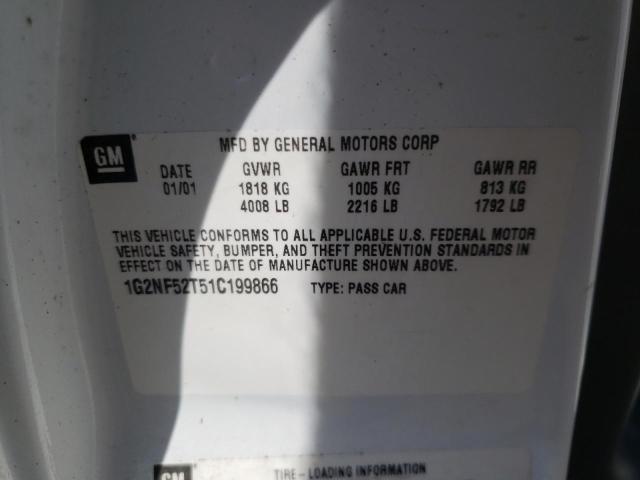 GM
MFD BY GENERAL MOTORS CORP
DATE GVWR GAWR FRT GAWR RR
01/01 1818 KG 1005 KG 813 KG
4008 LB 2216 LB 1792 LB
THIS VEHICLE CONFORMS TO ALL APPLICABLE U.S. FEDERAL MOTOR
VEHICLE SAFETY, BUMPER, AND THEFT PREVENTION STANDARDS
IN EFFECT ON THE DATE OF MANUFACTURE SHOWN ABOVE.
1G2NF52T51C199866 TYPE: PASS CAR
GM
TIRE-LOADING INFORMATION